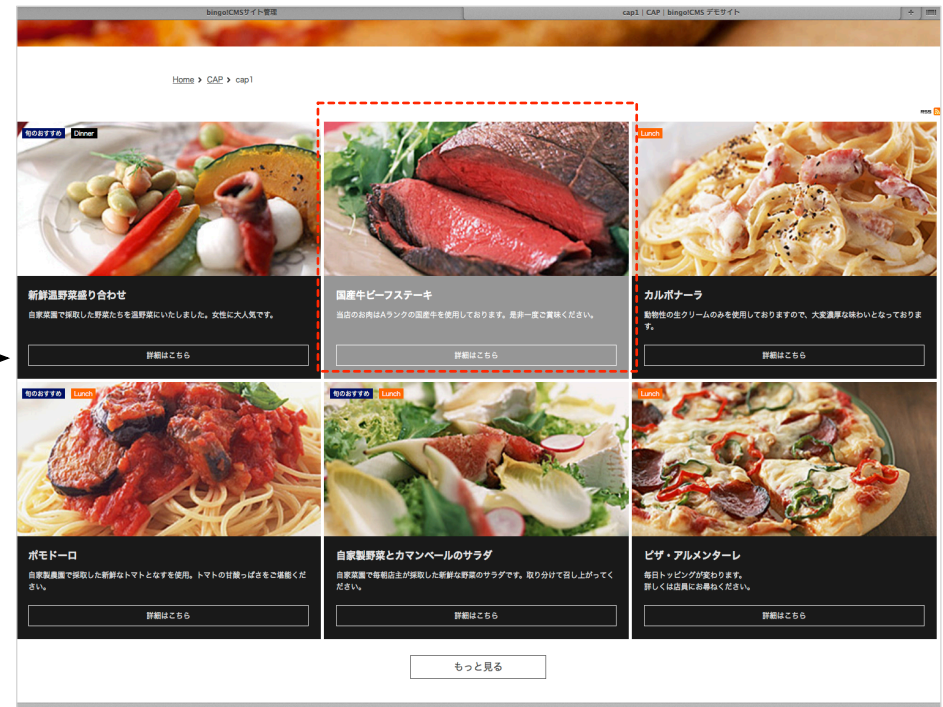 bingo!CMSサイト管理
cap1 | CAP | bingo!CMS デモサイト
Home > CAP > cap1
RSS
旬のおすすめ Dinner
新鮮温野菜盛り合わせ
自家菜園で採取した野菜たちを温野菜にいたしました。女性に大人気です。
詳細はこちら
国産牛ビーフステーキ
当店のお肉はAランクの国産牛を使用しております。是非一度ご賞味ください。
詳細はこちら
Lunch
カルボナーラ
動物性の生クリームのみを使用しておりますので、大変濃厚な味わいとなっておりま
す。
詳細はこちら
旬のおすすめ Lunch
ポモドーロ
自家製農園で採取した新鮮なトマトとなすを使用。トマトの甘酸っぱさをご堪能くだ
さい。
詳細はこちら
旬のおすすめ Lunch
自家製野菜とカマンベールのサラダ
自家菜園で毎朝店主が採取した新鮮な野菜のサラダです。取り分けて召し上がってく
ださい。
詳細はこちら
Lunch
ピザ・アルメンターレ
毎日トッピングが変わります。
詳しくは店員にお尋ねください。
詳細はこちら
もっと見る